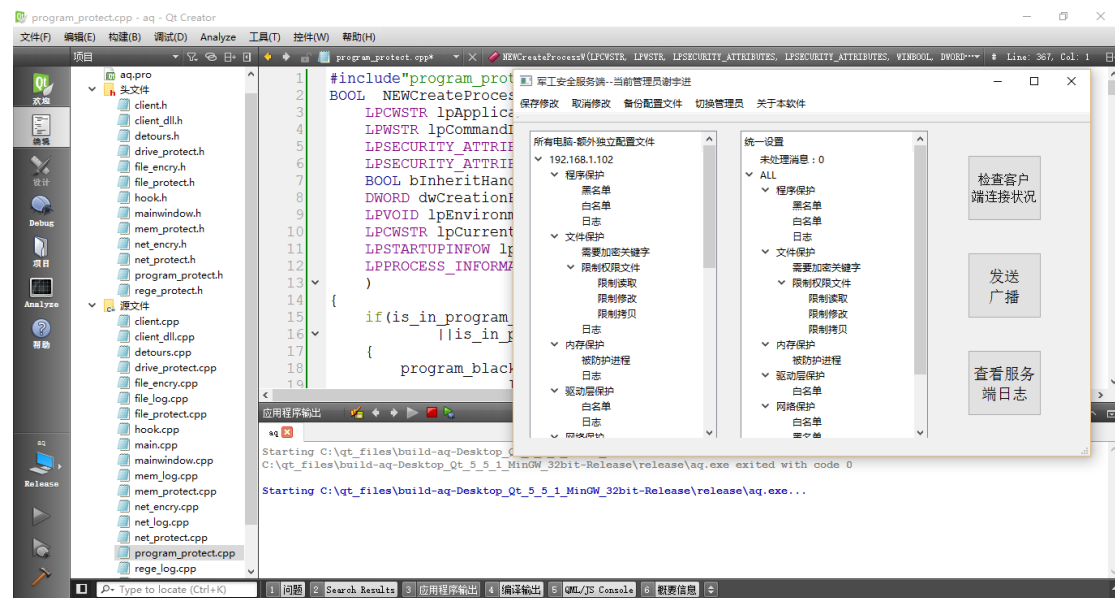 program_protect.cpp - aq - Qt Creator
文件(F) 编辑(E) 构建(B) 调试(D) Analyze 工具(T) 控件(W) 帮助(H)
项目
program_protect.cpp*
NEWCreateProcessW(LPCWSTR, LPWSTR, LPSECURITY_ATTRIBUTES, LPSECURITY_ATTRIBUTES, WINBOOL, DWORD
# Line: 367, Col: 1
欢迎
编辑
设计
Debug
项目
Analyze
帮助
aq
Release
aq.pro
头文件
client.h
client_dll.h
detours.h
drive_protect.h
file_encry.h
file_protect.h
hook.h
mainwindow.h
mem_protect.h
net_encry.h
net_protect.h
program_protect.h
rege_protect.h
源文件
client.cpp
client_dll.cpp
detours.cpp
drive_protect.cpp
file_encry.cpp
file_log.cpp
file_protect.cpp
hook.cpp
main.cpp
mainwindow.cpp
mem_log.cpp
mem_protect.cpp
net_encry.cpp
net_log.cpp
net_protect.cpp
program_protect.cpp
rege_log.cpp
1 #include"program_prot
2 BOOL NEWCreateProces
3 LPCWSTR lpApplica
4 LPWSTR lpCommandI
5 LPSECURITY_ATTRIE
6 LPSECURITY_ATTRIE
7 BOOL bInheritHand
8 DWORD dwCreationE
9 LPVOID lpEnvironm
10 LPCWSTR lpCurrent
11 LPSTARTUPINFOW lp
12 LPPROCESS_INFORMA
13 )
14 {
15 if(is_in_program_
16 ||is_in_p
17 {
18 program_black
19
军工安全服务端--当前管理员谢宇进
保存修改 取消修改 备份配置文件 切换管理员 关于本软件
所有电脑-额外独立配置文件
192.168.1.102
程序保护
黑名单
白名单
日志
文件保护
需要加密关键字
限制权限文件
限制读取
限制修改
限制拷贝
日志
内存保护
被防护进程
日志
驱动层保护
白名单
日志
网络保护
统一设置
未处理消息：0
ALL
程序保护
黑名单
白名单
日志
文件保护
需要加密关键字
限制权限文件
限制读取
限制修改
限制拷贝
内存保护
被防护进程
驱动层保护
白名单
网络保护
黑名单
检查客户
端连接状况
发送
广播
查看服务
端日志
应用程序输出
aq
Starting C:\qt_files\build-aq-Desktop_Q
C:\qt_files\build-aq-Desktop_Qt_5_5_1_MinGW_32bit-Release\release\aq.exe exited with code 0
Starting C:\qt_files\build-aq-Desktop_Qt_5_5_1_MinGW_32bit-Release\release\aq.exe...
Type to locate (Ctrl+K)
1 问题 2 Search Results 3 应用程序输出 4 编译输出 5 QML/JS Console 6 概要信息